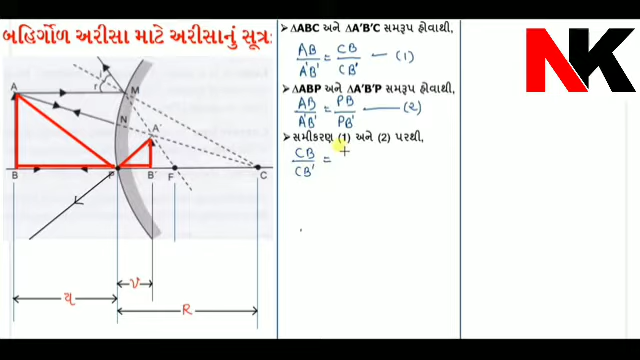 બહિર્ગોળ અરીસા માટે અરીસાનું સૂત્ર:
A
r
M
N
A'
B
P
B'
F
C
v
u
R
➢ ΔABC અને ΔA'B'C સમરૂપ હોવાથી,
AB/A'B' = CB/CB' — (1)
➢ ΔABP અને ΔA'B'P સમરૂપ હોવાથી,
AB/A'B' = PB/PB' — (2)
➢ સમીકરણ (1) અને (2) પરથી,
CB/CB' =
NK